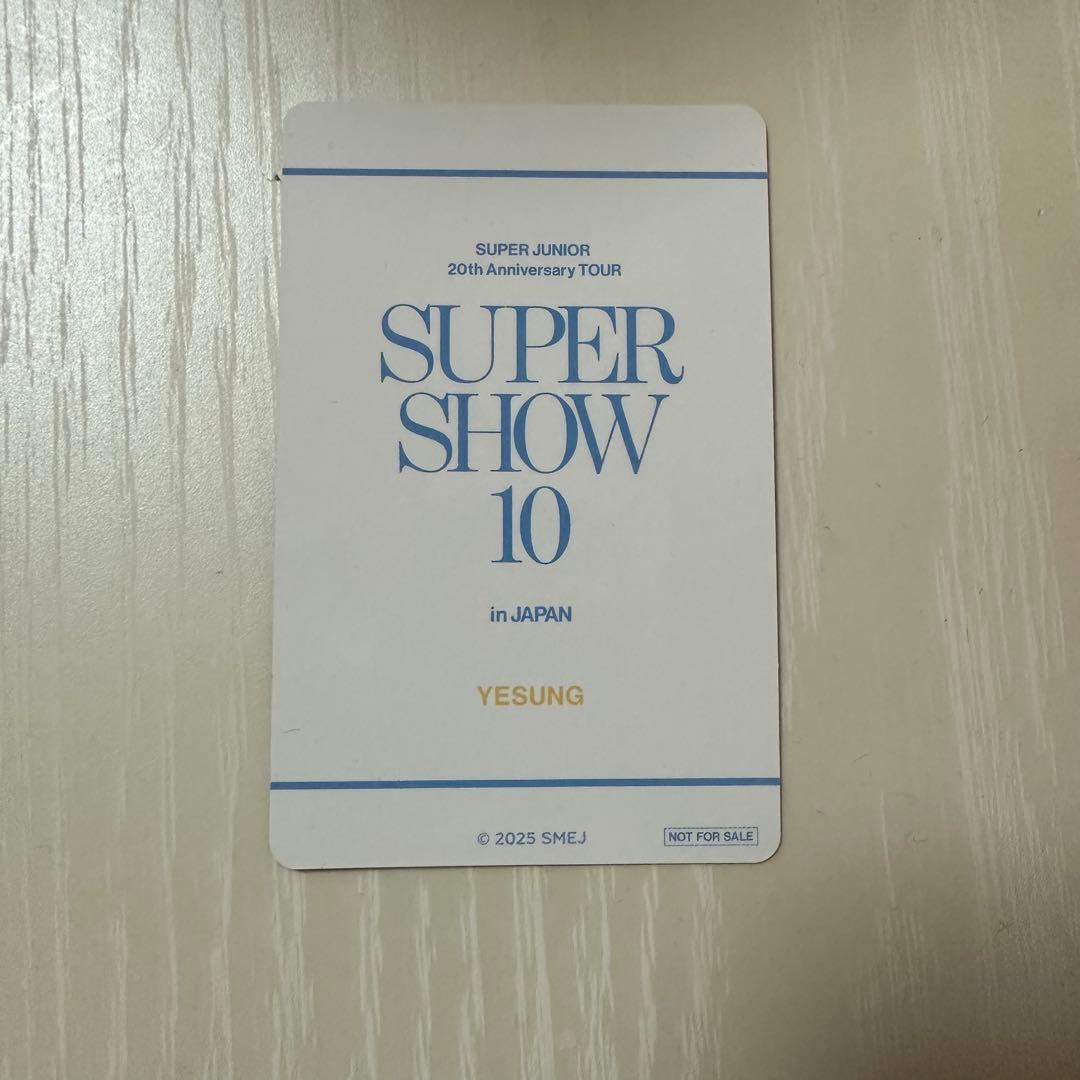 SUPER JUNIOR
20th Anniversary TOUR
SUPER
SHOW
10
in JAPAN
YESUNG
© 2025 SMEJ
NOT FOR SALE